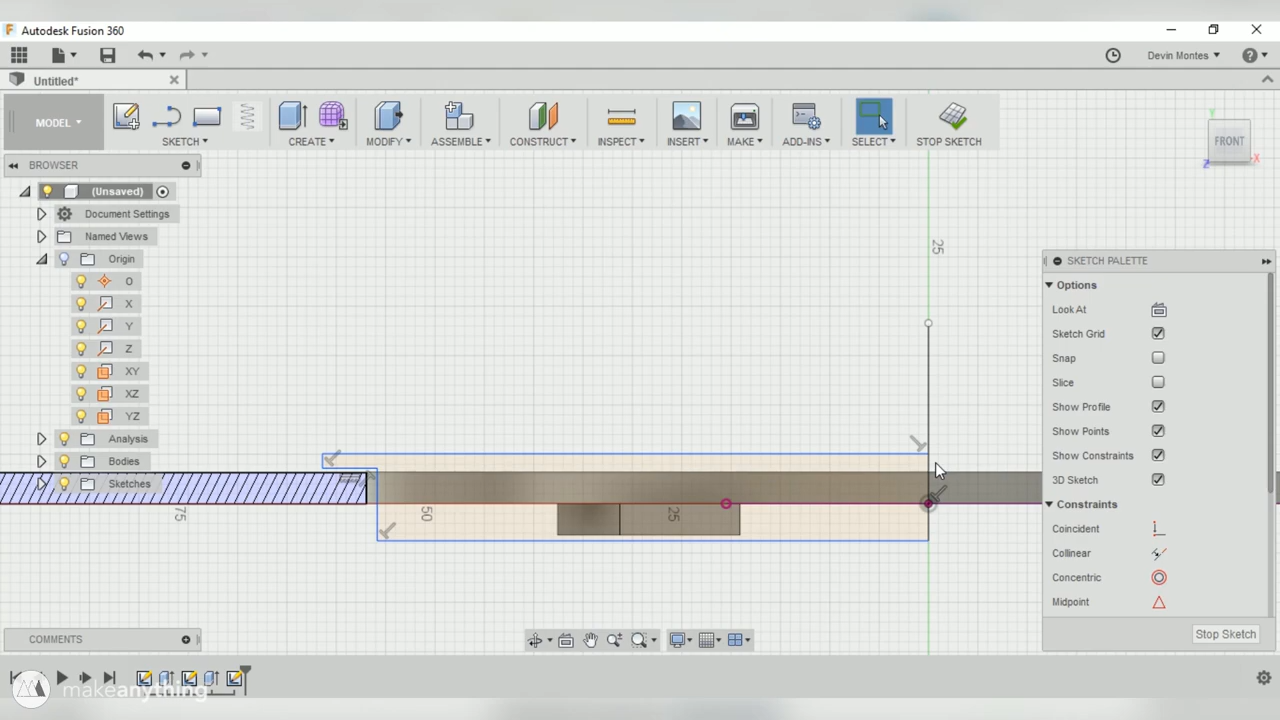 Autodesk Fusion 360
Devin Montes
Untitled*
MODEL
SKETCH
CREATE
MODIFY
ASSEMBLE
CONSTRUCT
INSPECT
INSERT
MAKE
ADD-INS
SELECT
STOP SKETCH
BROWSER
(Unsaved)
Document Settings
Named Views
Origin
O
X
Y
Z
XY
XZ
YZ
Analysis
Bodies
Sketches
Y
FRONT
X
Z
25
75
50
25
SKETCH PALETTE
Options
Look At
Sketch Grid
Snap
Slice
Show Profile
Show Points
Show Constraints
3D Sketch
Constraints
Coincident
Collinear
Concentric
Midpoint
Stop Sketch
COMMENTS
makeanything